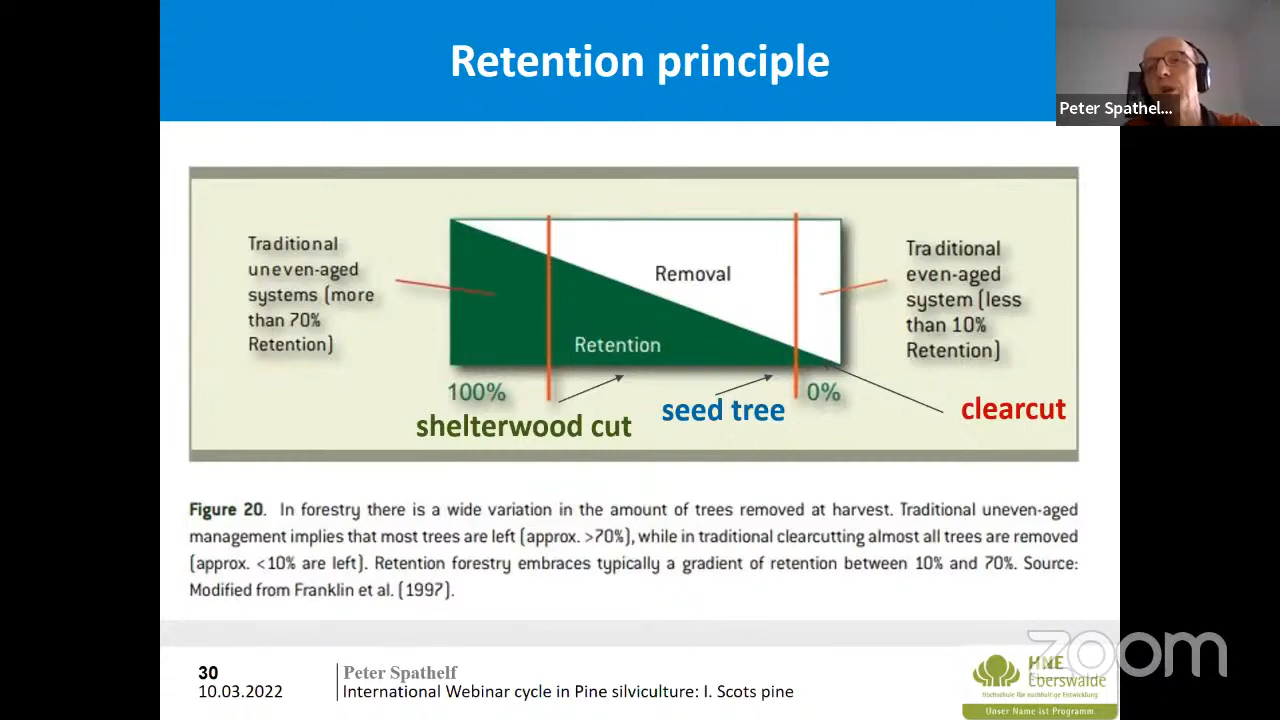 Retention principle
Peter Spathel...
Traditional
uneven-aged
systems (more
than 70%
Retention)
Removal
Retention
Traditional
even-aged
system (less
than 10%
Retention)
100%
0%
shelterwood cut
seed tree
clearcut
Figure 20. In forestry there is a wide variation in the amount of trees removed at harvest. Traditional uneven-aged
management implies that most trees are left (approx. >70%), while in traditional clearcutting almost all trees are removed
(approx. <10% are left). Retention forestry embraces typically a gradient of retention between 10% and 70%. Source:
Modified from Franklin et al. (1997).
30
10.03.2022
Peter Spathelf
International Webinar cycle in Pine silviculture: I. Scots pine
zoom
HNE
Eberswalde
Hochschule für nachhaltige Entwicklung
Unser Name ist Programm